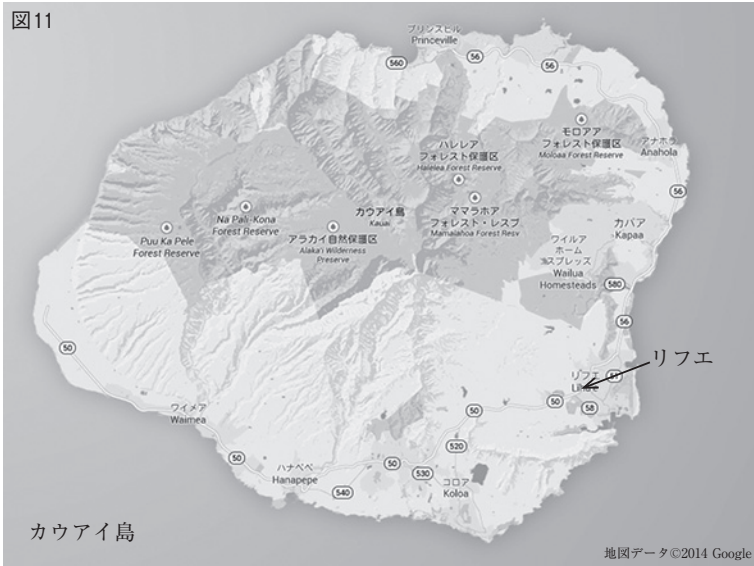 図11
プリンスビル
Princeville
560
56
56
モロアア
フォレスト保護区
Moloaa Forest Reserve
アナホラ
Anahola
ハレレア
フォレスト保護区
Halelea Forest Reserve
56
Na Pali-Kona
Forest Reserve
カウアイ島
Kauai
ママラホア
フォレスト・レスブ
Mamalahoa Forest Resv
カパア
Kapaa
Puu Ka Pele
Forest Reserve
アラカイ自然保護区
Alaka'i Wilderness
Preserve
ワイルア
ホーム
スプレッズ
Wailua
Homesteads
580
56
50
リフエ
リフエ
Lihue
51
50
58
50
ワイメア
Waimea
520
50
ハナペペ
Hanapepe
50
530
540
コロア
Koloa
カウアイ島
地図データ©2014 Google